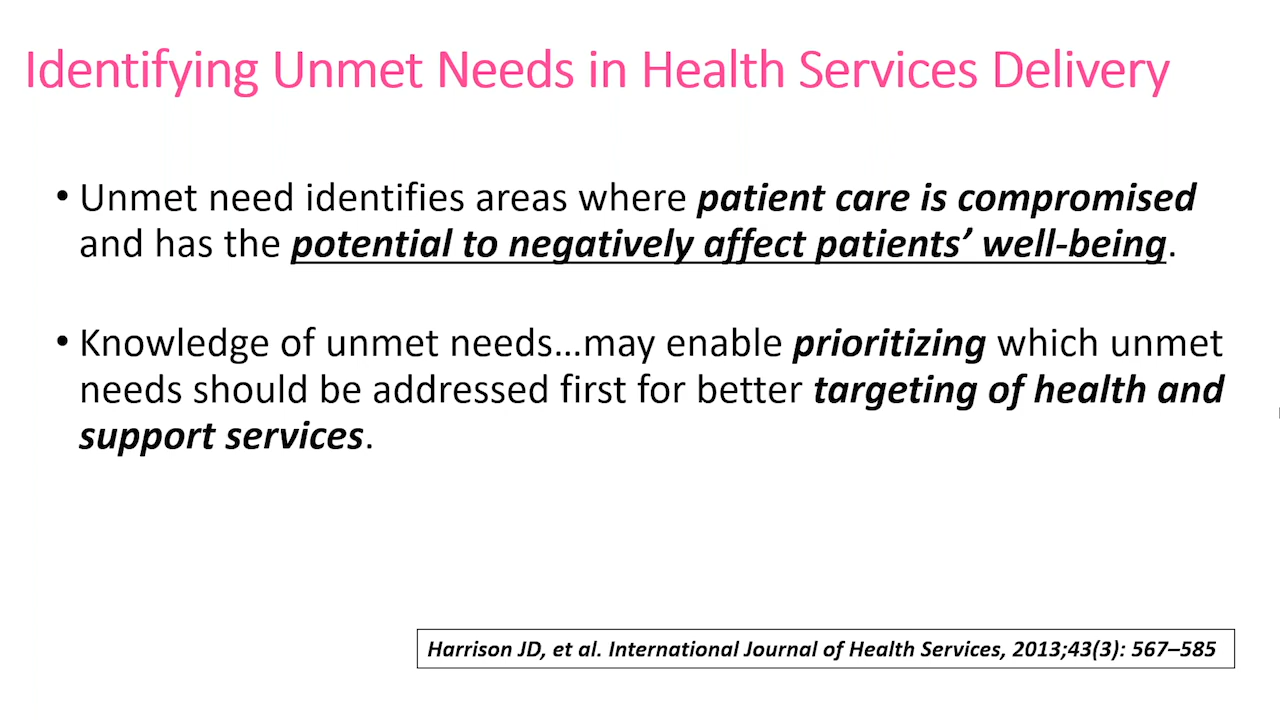 Identifying Unmet Needs in Health Services Delivery
• Unmet need identifies areas where patient care is compromised
and has the potential to negatively affect patients’ well-being.
• Knowledge of unmet needs…may enable prioritizing which unmet
needs should be addressed first for better targeting of health and
support services.
Harrison JD, et al. International Journal of Health Services, 2013;43(3): 567–585